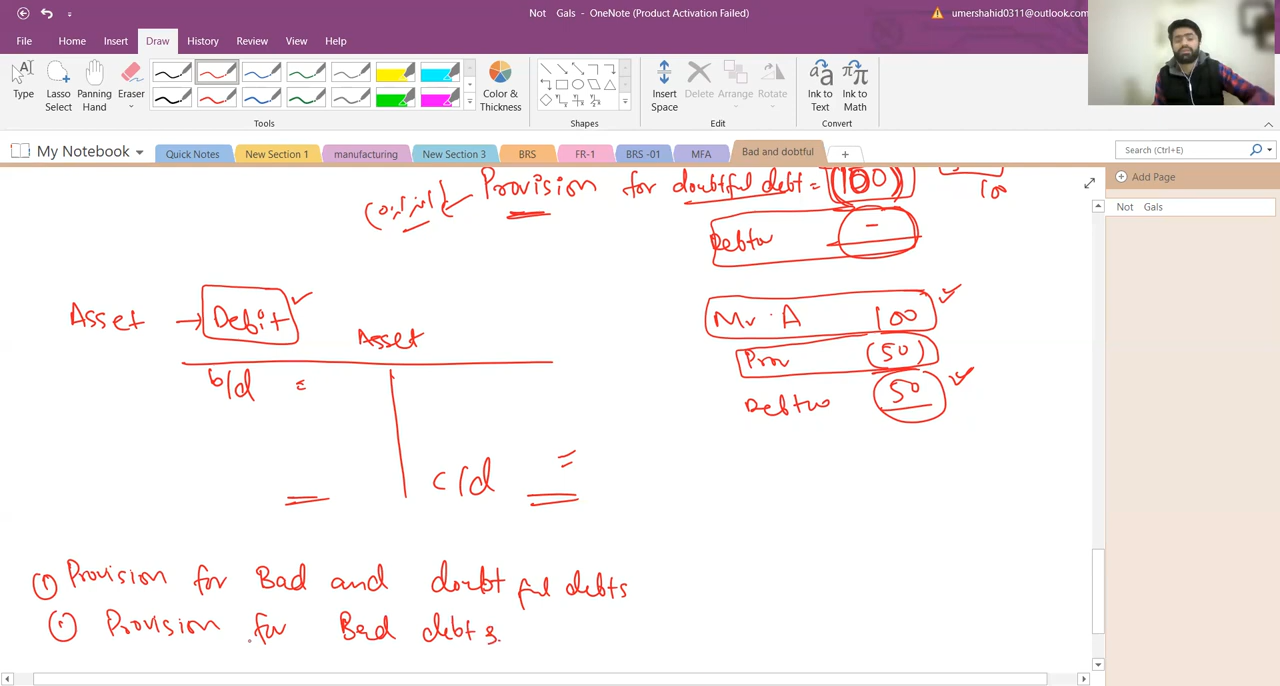 Not Gals - OneNote (Product Activation Failed)
umershahid0311@outlook.com
File Home Insert Draw History Review View Help
Type
Lasso Select
Panning Hand
Eraser
Color & Thickness
Insert Space
Delete Arrange Rotate
Ink to Text
Ink to Math
Tools Shapes Edit Convert
My Notebook
Quick Notes New Section 1 manufacturing New Section 3 BRS FR-1 BRS -01 MFA Bad and dobtful
Search (Ctrl+E)
Add Page
Not Gals
Provision for doubtful debt = (100)
100
Debtor -
Asset → Debit
Asset
b/d =
c/d =
Mr. A 100
Prov (50)
Debtor 50
① Provision for Bad and doubtful debts
Provision for Bad debts.